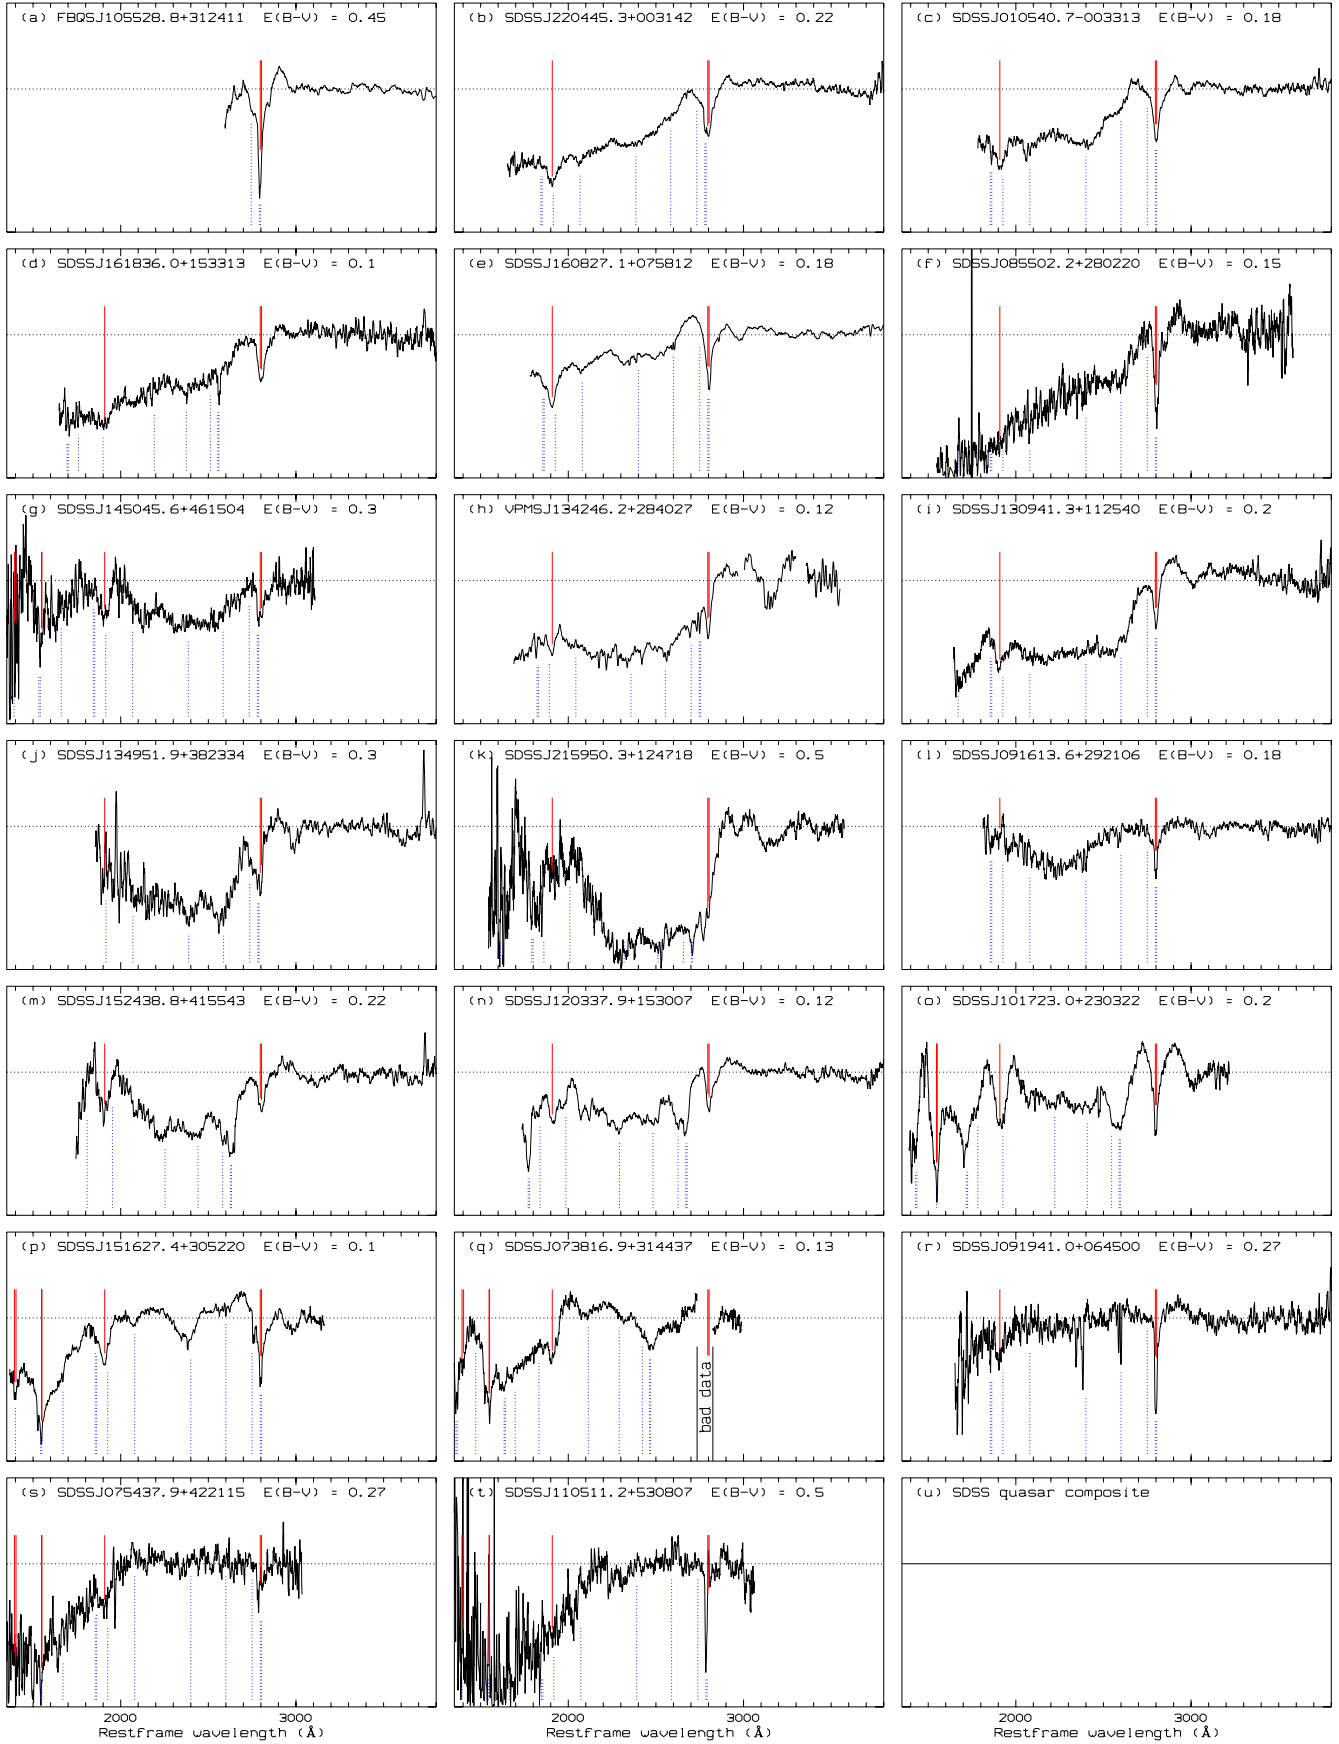 (a) FBQSJ105528.8+312411 E(B-V) = 0.45
(b) SDSSJ220445.3+003142 E(B-V) = 0.22
(c) SDSSJ010540.7-003313 E(B-V) = 0.18
(d) SDSSJ161836.0+153313 E(B-V) = 0.1
(e) SDSSJ160827.1+075812 E(B-V) = 0.18
(f) SDSSJ085502.2+280220 E(B-V) = 0.15
(g) SDSSJ145045.6+461504 E(B-V) = 0.3
(h) VPMSJ134246.2+284027 E(B-V) = 0.12
(i) SDSSJ130941.3+112540 E(B-V) = 0.2
(j) SDSSJ134951.9+382334 E(B-V) = 0.3
(k) SDSSJ215950.3+124718 E(B-V) = 0.5
(l) SDSSJ091613.6+292106 E(B-V) = 0.18
(m) SDSSJ152438.8+415543 E(B-V) = 0.22
(n) SDSSJ120337.9+153007 E(B-V) = 0.12
(o) SDSSJ101723.0+230322 E(B-V) = 0.2
(p) SDSSJ151627.4+305220 E(B-V) = 0.1
(q) SDSSJ073816.9+314437 E(B-V) = 0.13
bad data
(r) SDSSJ091941.0+064500 E(B-V) = 0.27
(s) SDSSJ075437.9+422115 E(B-V) = 0.27
(t) SDSSJ110511.2+530807 E(B-V) = 0.5
(u) SDSS quasar composite
2000 3000
Restframe wavelength (Å)
2000 3000
Restframe wavelength (Å)
2000 3000
Restframe wavelength (Å)